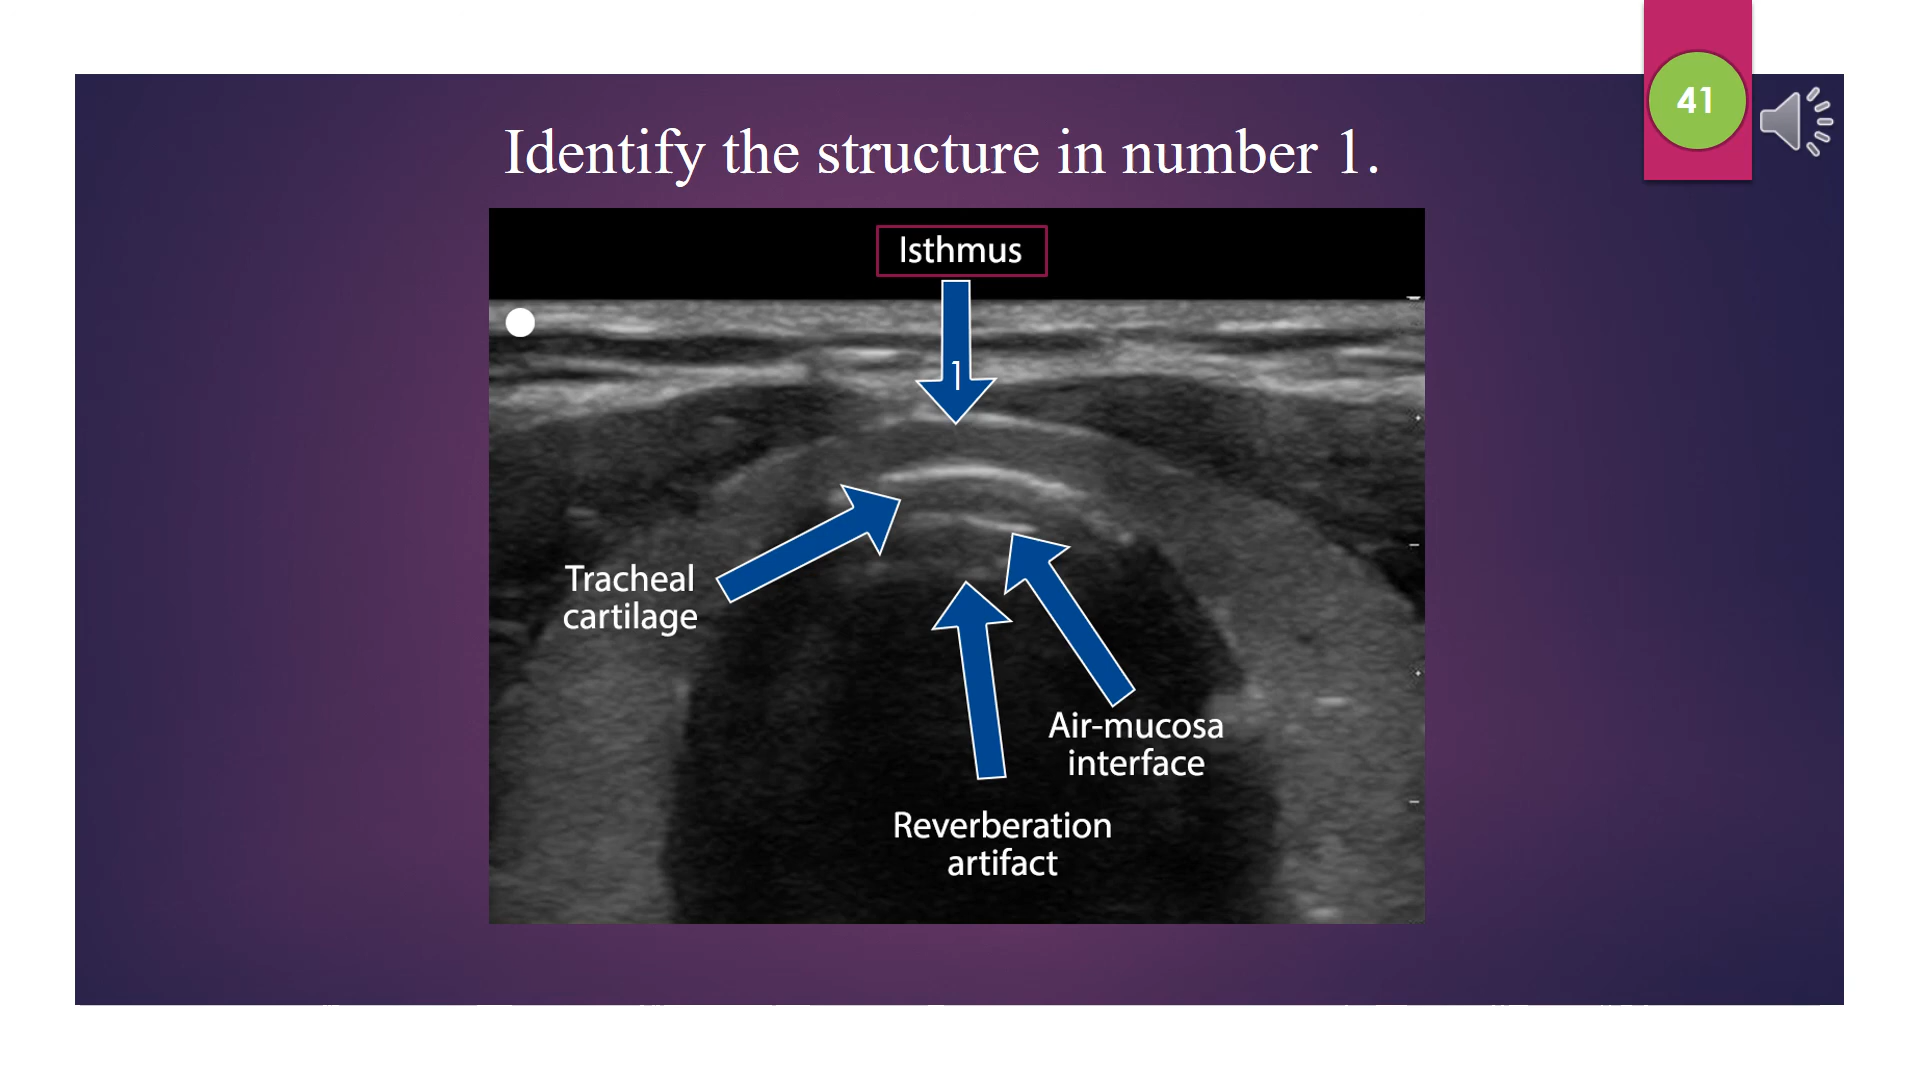 41
Identify the structure in number 1.
Isthmus
1
Tracheal
cartilage
Air-mucosa
interface
Reverberation
artifact